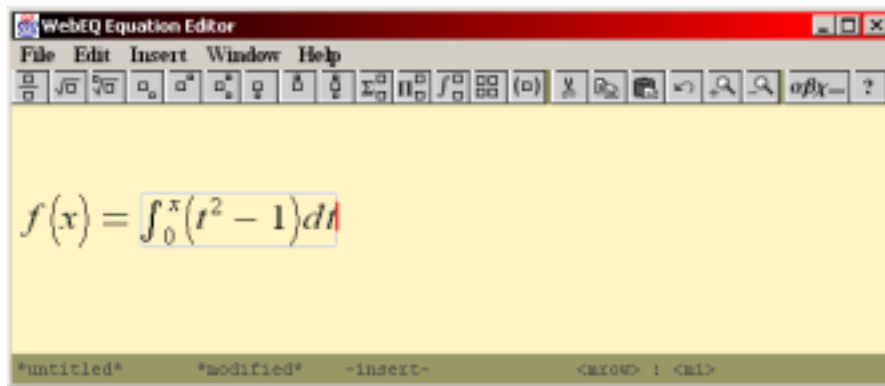 WebEQ Equation Editor
File Edit Insert Window Help
αβχ— ?
f(x) = ∫₀ˣ(t² − 1)dt
*untitled* *modified* -insert- <mrow> : <mi>